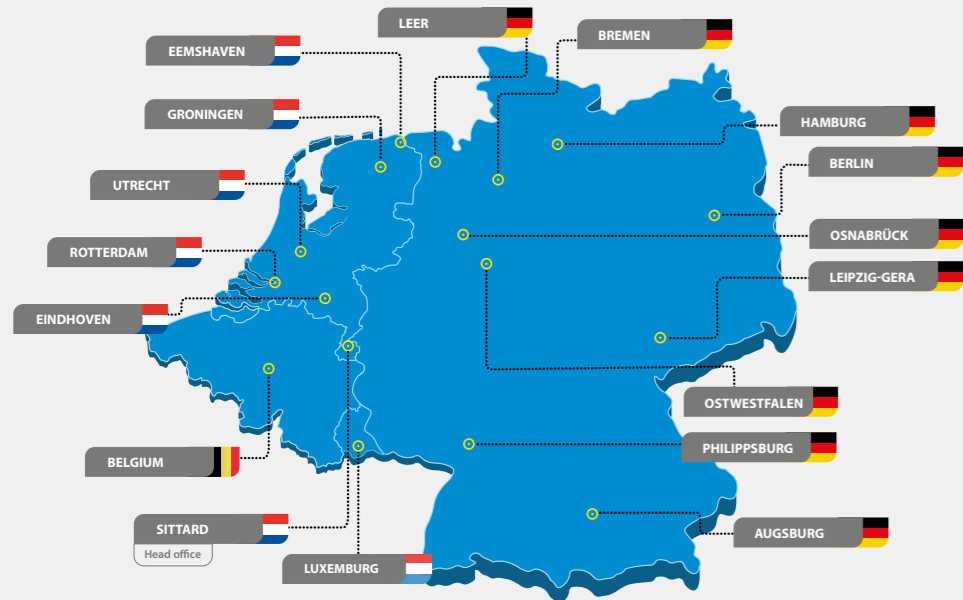 LEER
BREMEN
EEMSHAVEN
GRONINGEN
HAMBURG
BERLIN
UTRECHT
OSNABRÜCK
ROTTERDAM
LEIPZIG-GERA
EINDHOVEN
OSTWESTFALEN
PHILIPPSBURG
BELGIUM
SITTARD
Head office
AUGSBURG
LUXEMBURG